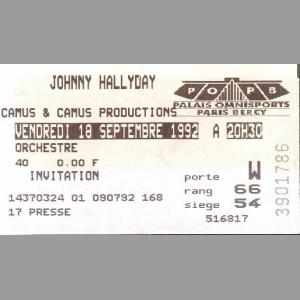 JOHNNY HALLYDAY
POPB
PALAIS OMNISPORTS
PARIS BERCY
CAMUS & CAMUS PRODUCTIONS
VENDREDI 18 SEPTEMBRE 1992 A 20H30
ORCHESTRE
40 0.00 F
INVITATION
porte W
rang 66
siege 54
14370324 01 090792 168
17 PRESSE
516817
3901786